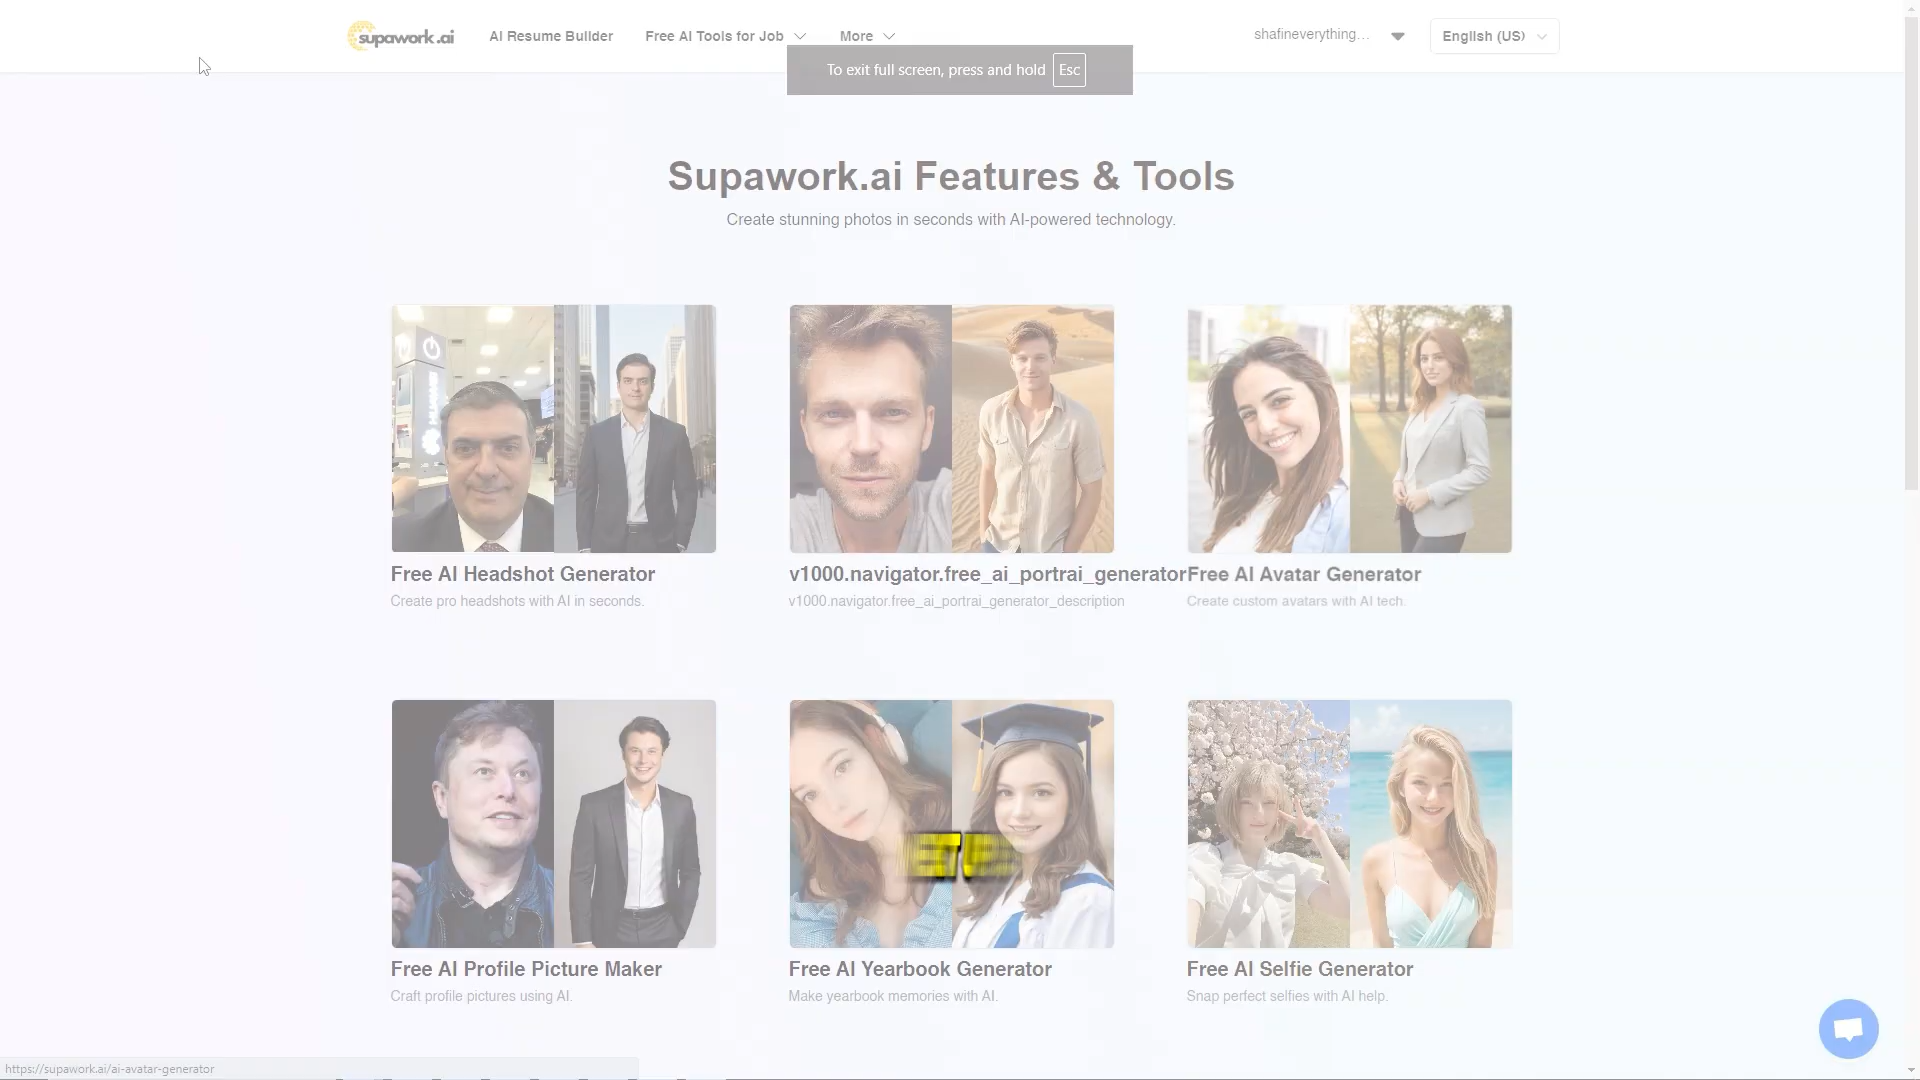 supawork.ai
AI Resume Builder
Free AI Tools for Job
More
shafineverything...
English (US)
To exit full screen, press and hold Esc
Supawork.ai Features & Tools
Create stunning photos in seconds with AI-powered technology.
Free AI Headshot Generator
Create pro headshots with AI in seconds.
v1000.navigator.free_ai_portrai_generator
v1000.navigator.free_ai_portrai_generator_description
Free AI Avatar Generator
Create custom avatars with AI tech.
Free AI Profile Picture Maker
Craft profile pictures using AI.
Free AI Yearbook Generator
Make yearbook memories with AI.
Free AI Selfie Generator
Snap perfect selfies with AI help.
https://supawork.ai/ai-avatar-generator